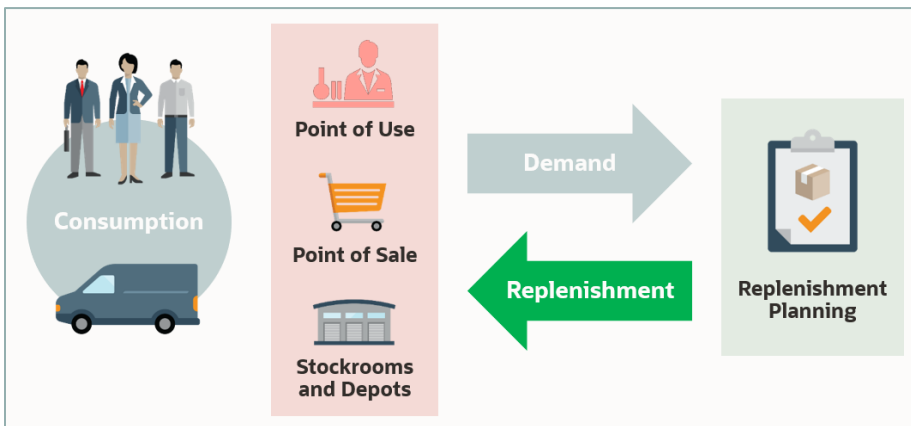 Consumption
Point of Use
Point of Sale
Stockrooms
and Depots
Demand
Replenishment
Replenishment
Planning